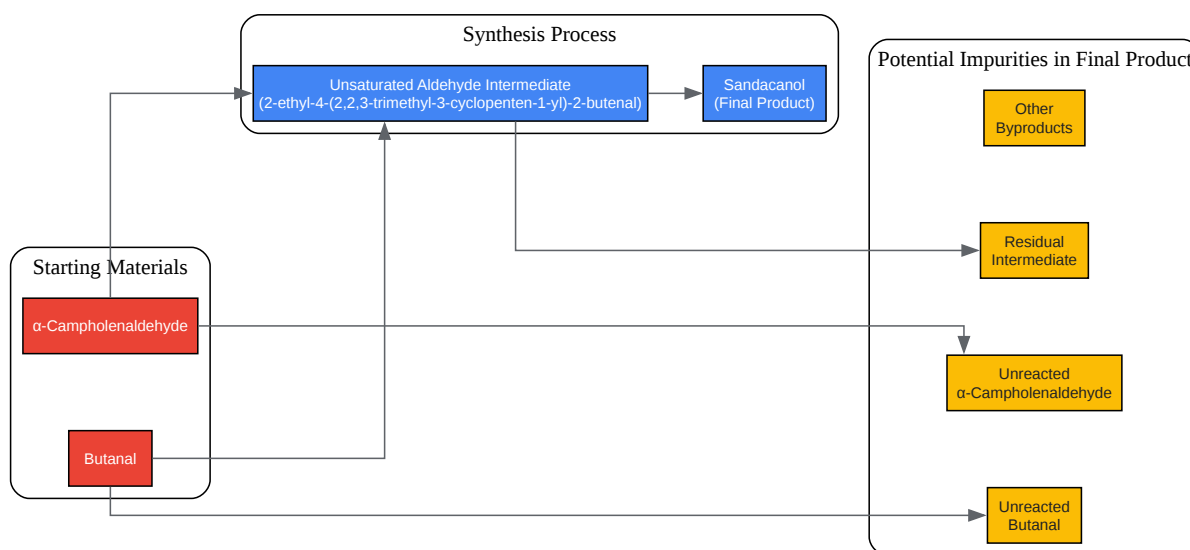 Synthesis Process
Unsaturated Aldehyde Intermediate
(2-ethyl-4-(2,2,3-trimethyl-3-cyclopenten-1-yl)-2-butenal)
Sandacanol
(Final Product)
Potential Impurities in Final Product
Other
Byproducts
Residual
Intermediate
Unreacted
α-Campholenaldehyde
Unreacted
Butanal
Starting Materials
α-Campholenaldehyde
Butanal